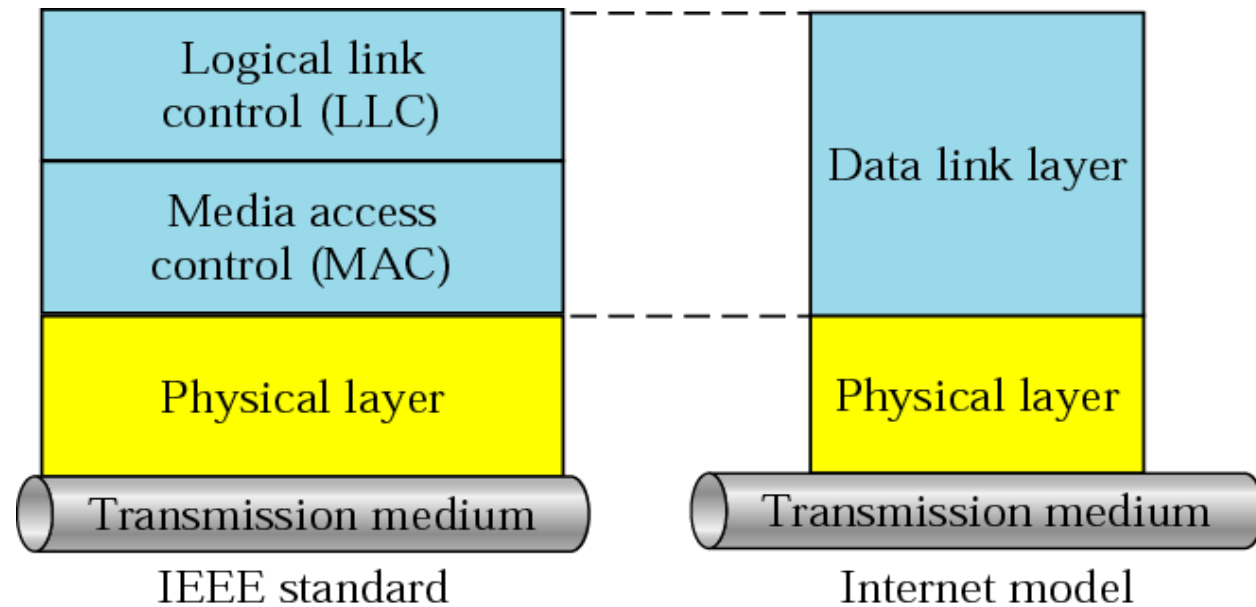 Logical link
control (LLC)
Media access
control (MAC)
Physical layer
Transmission medium
IEEE standard
Data link layer
Physical layer
Transmission medium
Internet model